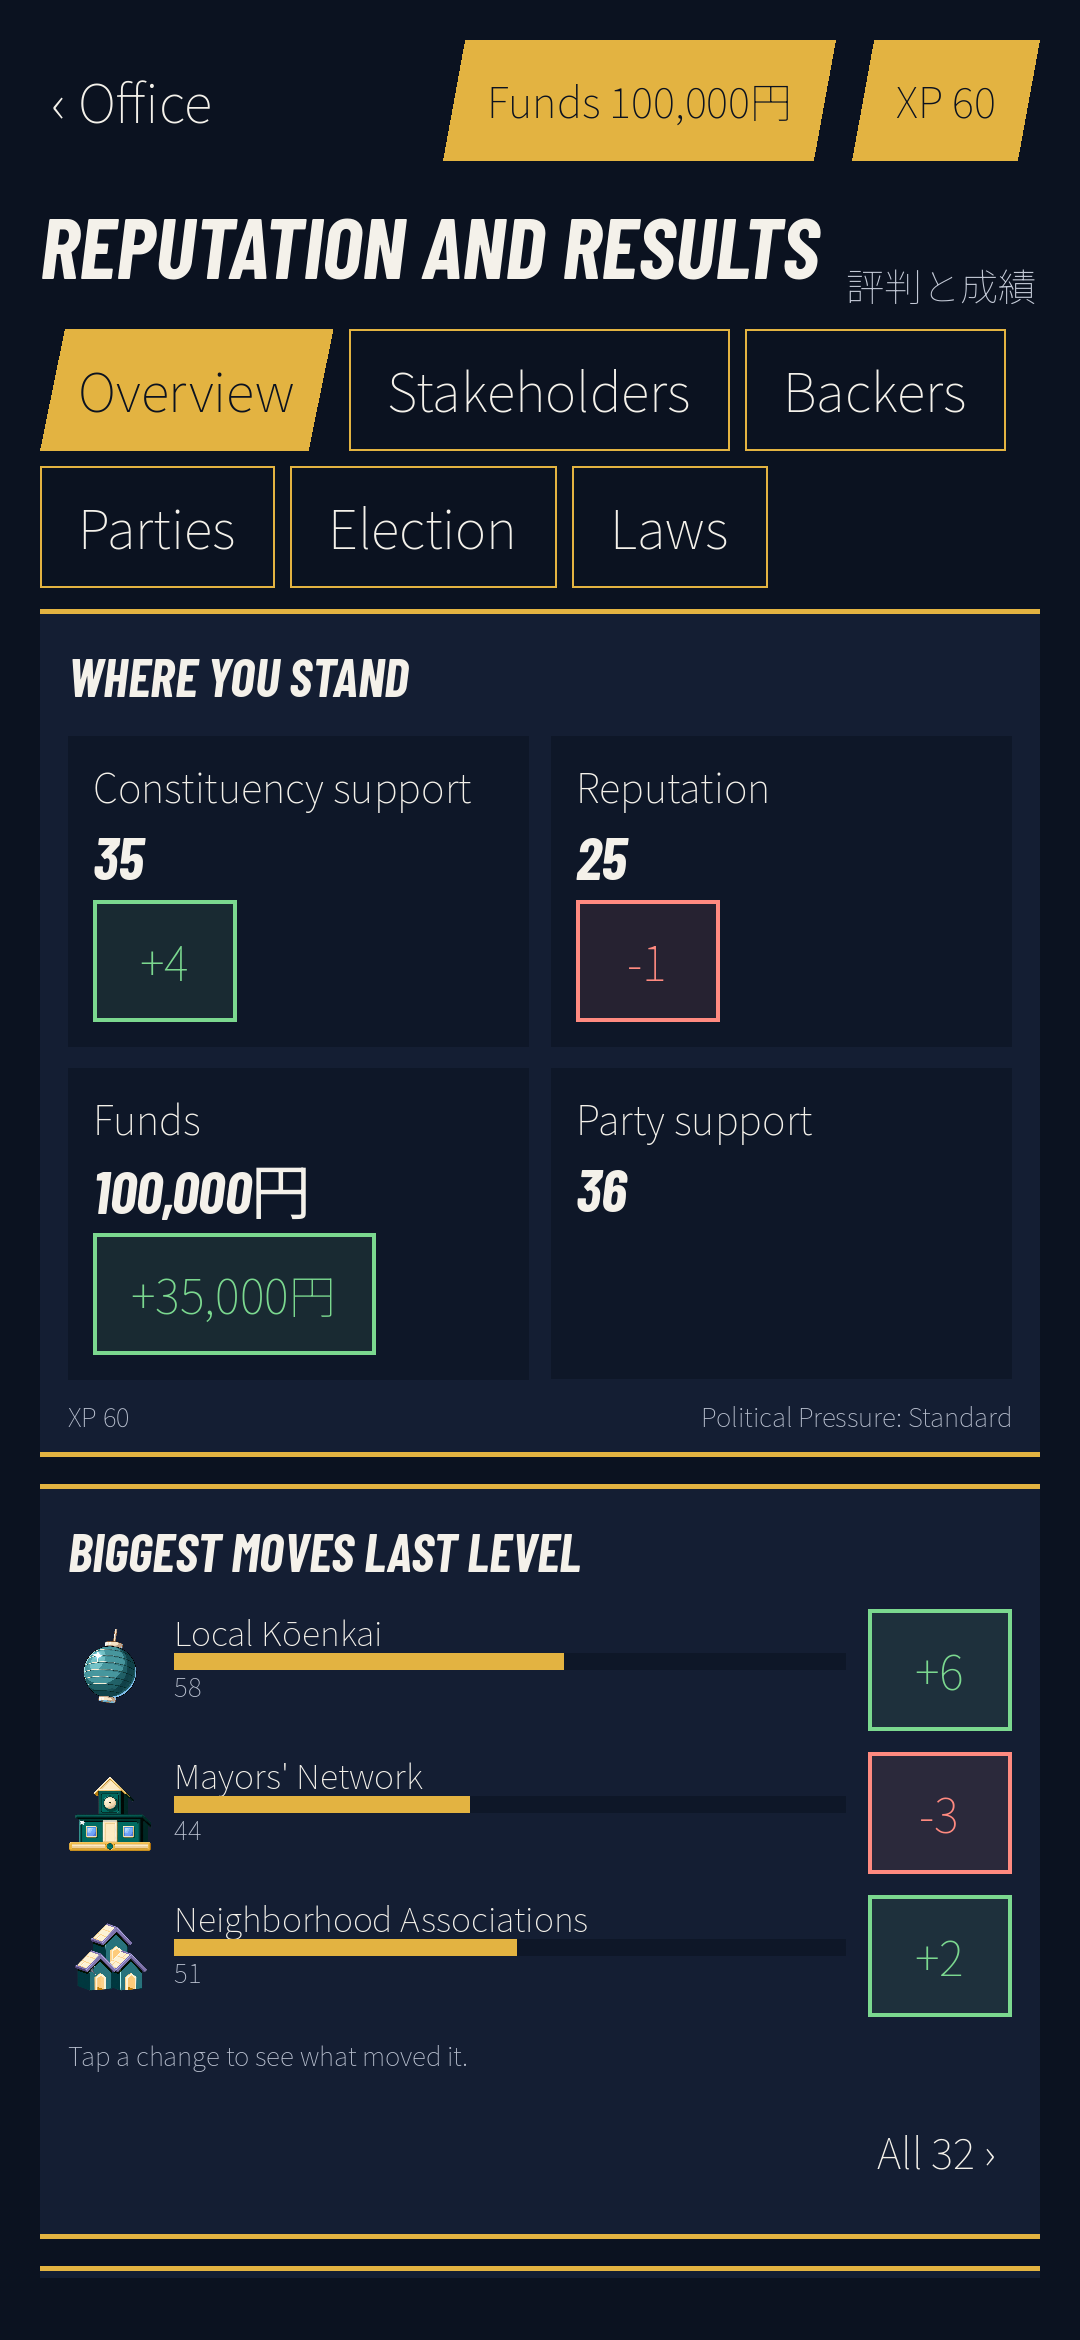 ‹ Office
Funds 100,000円
XP 60
REPUTATION AND RESULTS
評判と成績
Overview
Stakeholders
Backers
Parties
Election
Laws
WHERE YOU STAND
Constituency support
35
+4
Reputation
25
-1
Funds
100,000円
+35,000円
Party support
36
XP 60
Political Pressure: Standard
BIGGEST MOVES LAST LEVEL
Local Kōenkai
58
+6
Mayors' Network
44
-3
Neighborhood Associations
51
+2
Tap a change to see what moved it.
All 32 ›